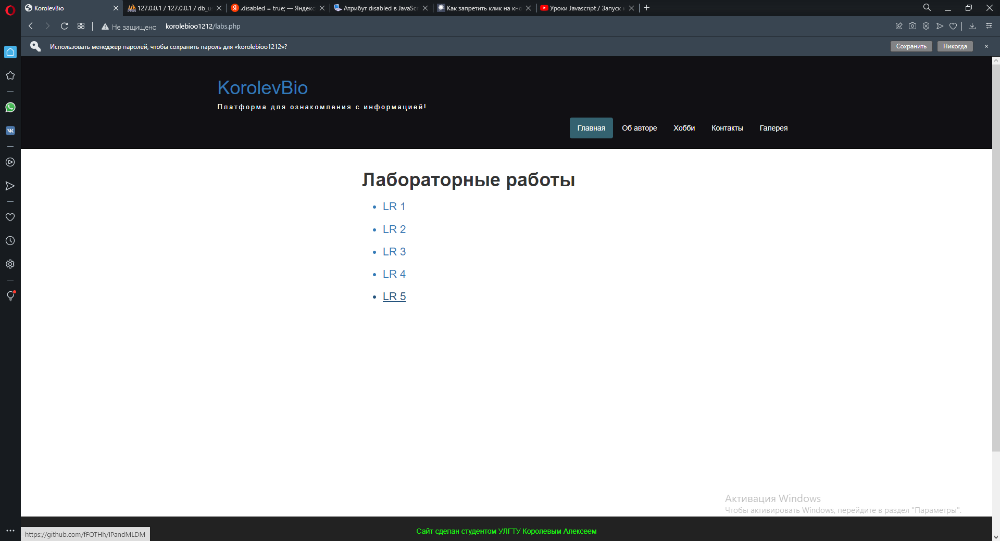 KorolevBio
127.0.0.1 / 127.0.0.1 / db_u
.disabled = true; — Яндекс
Атрибут disabled в JavaSc
Как запретить клик на кно
Уроки Javascript / Запуск
Не защищено
korolebioo1212/labs.php
Использовать менеджер паролей, чтобы сохранить пароль для «korolebioo1212»?
Сохранить
Никогда
KorolevBio
Платформа для ознакомления с информацией!
Главная
Об авторе
Хобби
Контакты
Галерея
Лабораторные работы
LR 1
LR 2
LR 3
LR 4
LR 5
Активация Windows
Чтобы активировать Windows, перейдите в раздел "Параметры".
https://github.com/fFOTHh/IPandMLDM
Сайт сделан студентом УЛГТУ Королевым Алексеем